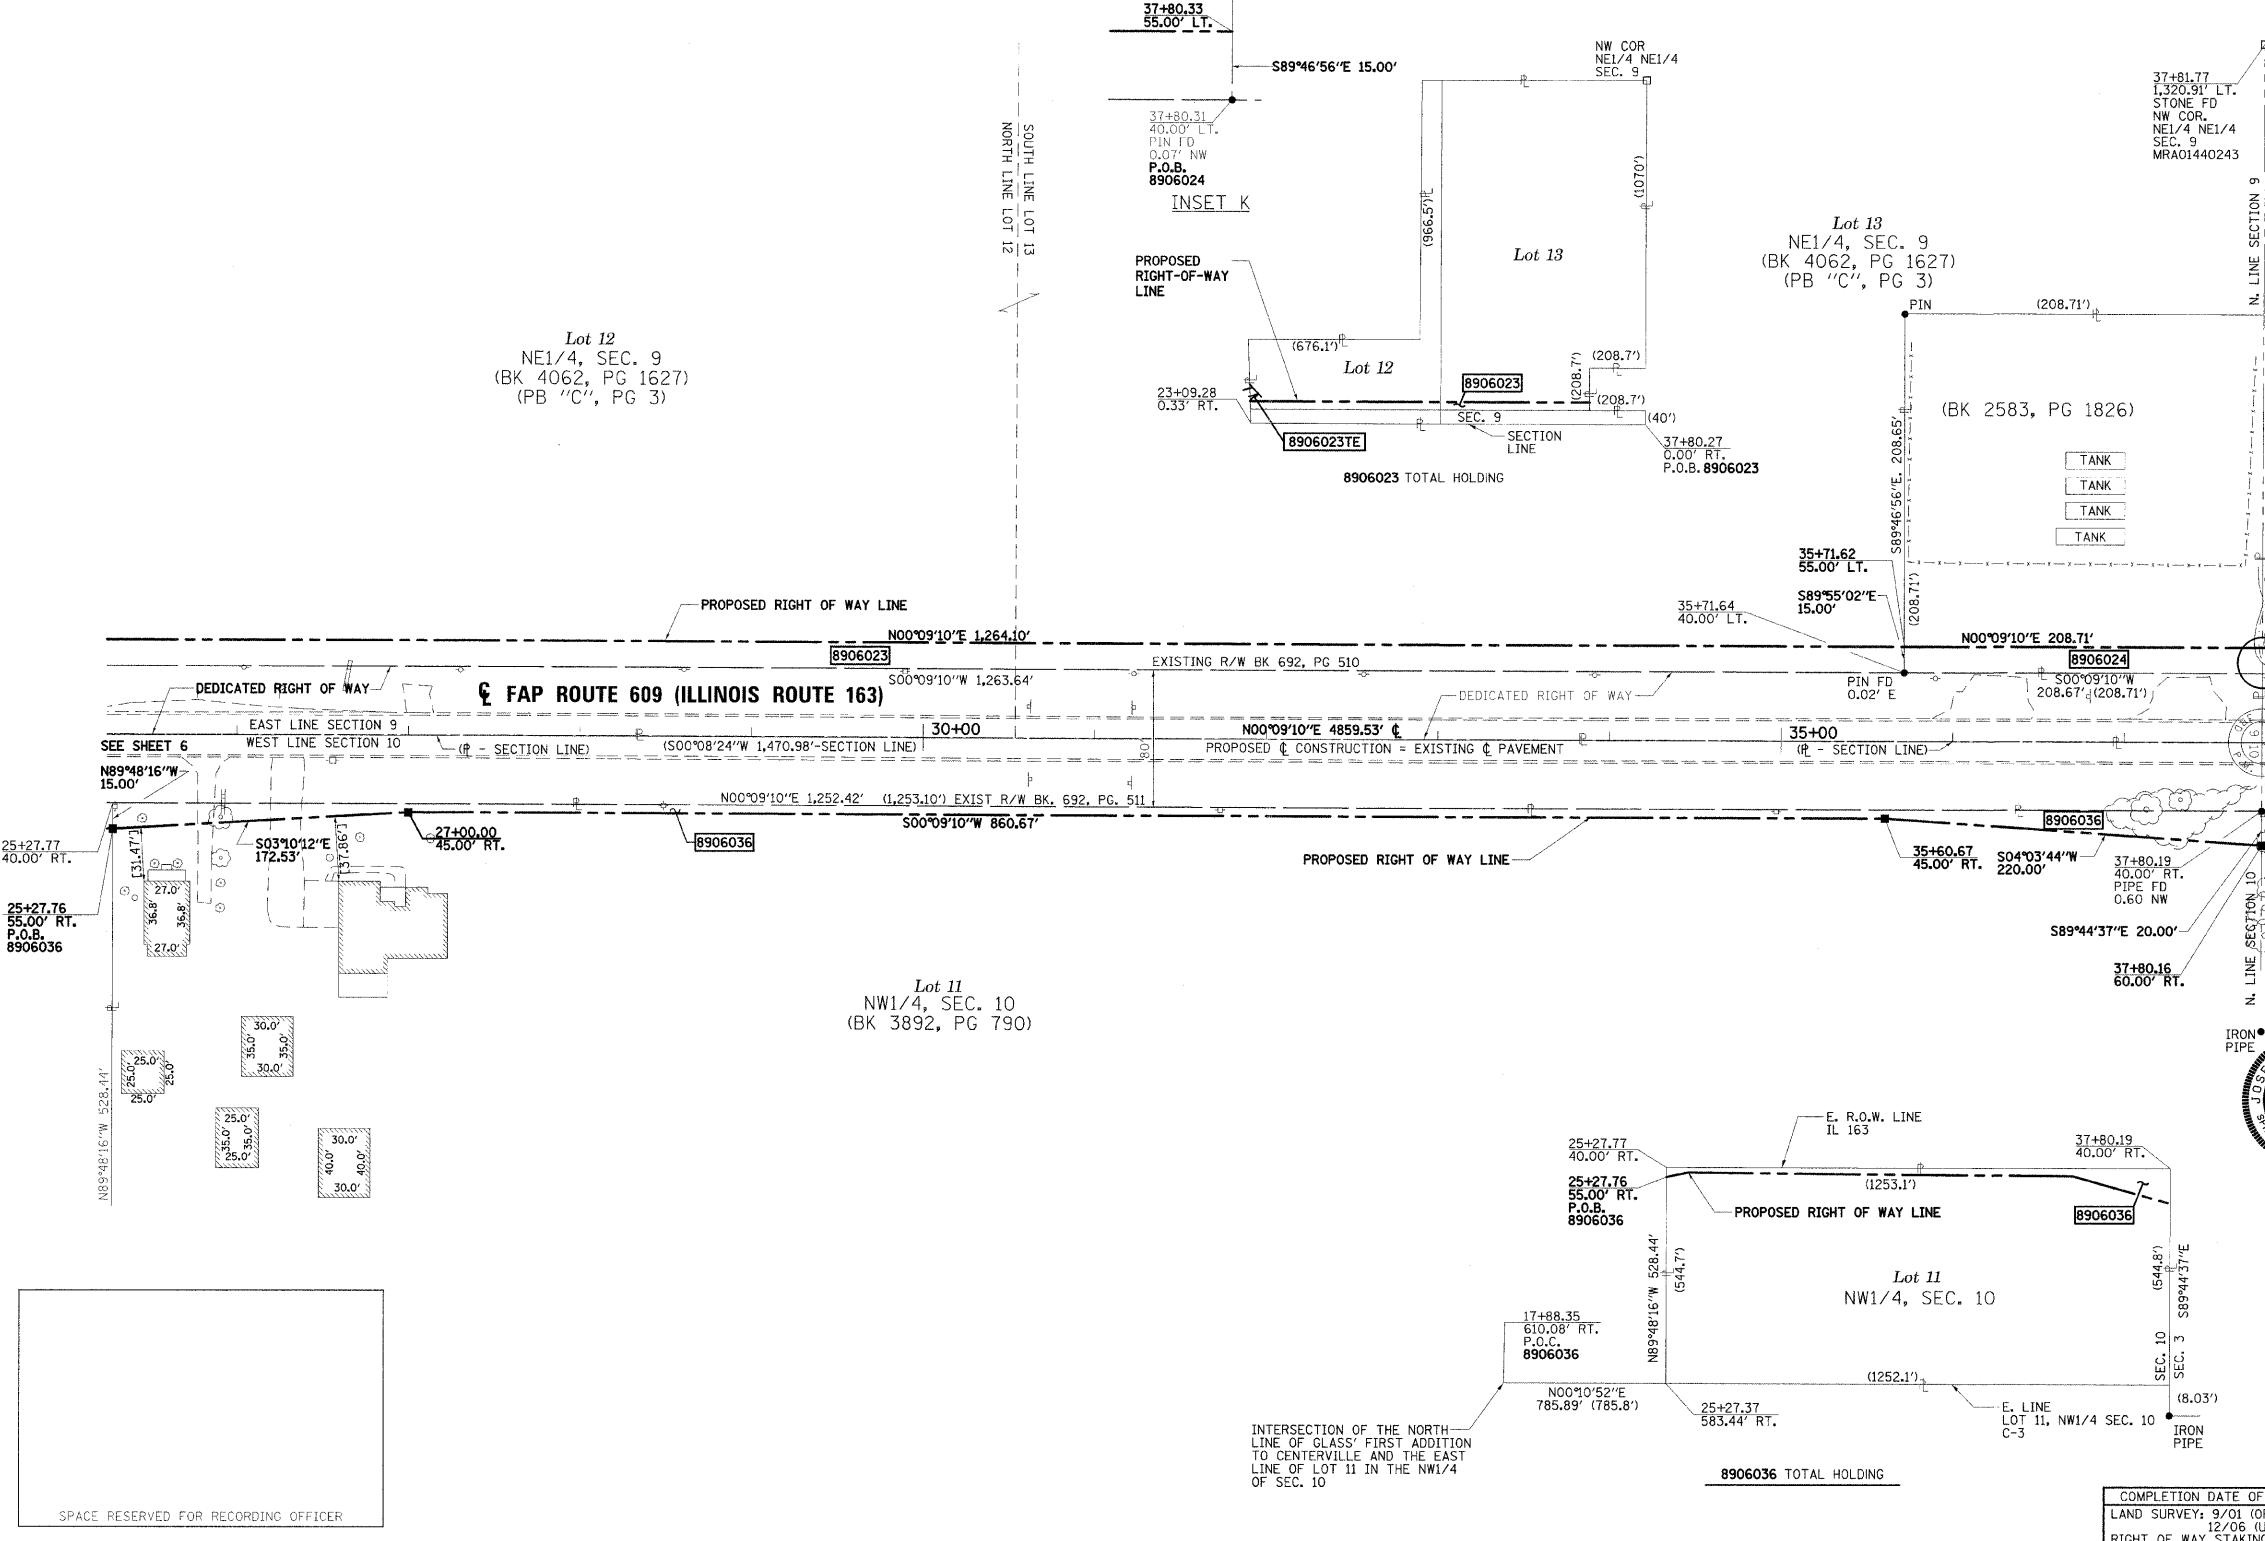 37+80.33
55.00' LT.
S89°46'56"E 15.00'
37+80.31
40.00' LT.
PIN FD
0.07' NW
P.O.B.
8906024
INSET K
SOUTH LINE LOT 13
NORTH LINE LOT 12
NW COR
NE1/4 NE1/4
SEC. 9
(1070')
(966.5')
Lot 13
PROPOSED
RIGHT-OF-WAY
LINE
(676.1')
Lot 12
23+09.28
0.33' RT.
8906023
(208.7')
(208.7')
(208.7')
SEC. 9
(40')
8906023TE
SECTION
LINE
37+80.27
0.00' RT.
P.O.B. 8906023
8906023 TOTAL HOLDING
37+81.77
1,320.91' LT.
STONE FD
NW COR.
NE1/4 NE1/4
SEC. 9
MRA01440243
N. LINE SECTION 9
Lot 13
NE1/4, SEC. 9
(BK 4062, PG 1627)
(PB "C", PG 3)
PIN
(208.71')
(BK 2583, PG 1826)
TANK
TANK
TANK
TANK
S89°46'56"E. 208.65'
(208.71')
35+71.62
55.00' LT.
S89°55'02"E
15.00'
35+71.64
40.00' LT.
Lot 12
NE1/4, SEC. 9
(BK 4062, PG 1627)
(PB "C", PG 3)
PROPOSED RIGHT OF WAY LINE
N00°09'10"E 1,264.10'
N00°09'10"E 208.71'
8906023
8906024
EXISTING R/W BK 692, PG 510
S00°09'10"W 1,263.64'
PIN FD
0.02' E
S00°09'10"W
208.67' (208.71')
DEDICATED RIGHT OF WAY
℄ FAP ROUTE 609 (ILLINOIS ROUTE 163)
DEDICATED RIGHT OF WAY
EAST LINE SECTION 9
WEST LINE SECTION 10
(PL - SECTION LINE)
(S00°08'24"W 1,470.98'-SECTION LINE)
30+00
N00°09'10"E 4859.53' ℄
PROPOSED ℄ CONSTRUCTION = EXISTING ℄ PAVEMENT
35+00
(PL - SECTION LINE)
80'
SEE SHEET 6
N89°48'16"W
15.00'
N00°09'10"E 1,252.42' (1,253.10') EXIST R/W BK. 692, PG. 511
S00°09'10"W 860.67'
25+27.77
40.00' RT.
[31.47']
S03°10'12"E
172.53'
[37.86']
27+00.00
45.00' RT.
8906036
PROPOSED RIGHT OF WAY LINE
8906036
35+60.67
45.00' RT.
S04°03'44"W
220.00'
37+80.19
40.00' RT.
PIPE FD
0.60 NW
S89°44'37"E 20.00'
37+80.16
60.00' RT.
N. LINE SECTION 10
IRON
PIPE
25+27.76
55.00' RT.
P.O.B.
8906036
27.0'
36.8'
36.8'
27.0'
Lot 11
NW1/4, SEC. 10
(BK 3892, PG 790)
30.0'
35.0'
35.0'
30.0'
25.0'
25.0'
25.0'
25.0'
25.0'
35.0'
35.0'
25.0'
30.0'
40.0'
40.0'
30.0'
N89°48'16"W 528.44'
E. R.O.W. LINE
IL 163
25+27.77
40.00' RT.
37+80.19
40.00' RT.
25+27.76
55.00' RT.
P.O.B.
8906036
(1253.1')
PROPOSED RIGHT OF WAY LINE
8906036
N89°48'16"W 528.44'
(544.7')
(544.8')
S89°44'37"E
Lot 11
NW1/4, SEC. 10
17+88.35
610.08' RT.
P.O.C.
8906036
SEC. 10
SEC. 3
(1252.1')
N00°10'52"E
785.89' (785.8')
25+27.37
583.44' RT.
E. LINE
LOT 11, NW1/4 SEC. 10
C-3
(8.03')
IRON
PIPE
INTERSECTION OF THE NORTH
LINE OF GLASS' FIRST ADDITION
TO CENTERVILLE AND THE EAST
LINE OF LOT 11 IN THE NW1/4
OF SEC. 10
8906036 TOTAL HOLDING
SPACE RESERVED FOR RECORDING OFFICER
COMPLETION DATE OF
LAND SURVEY: 9/01
12/06
RIGHT OF WAY STAKING